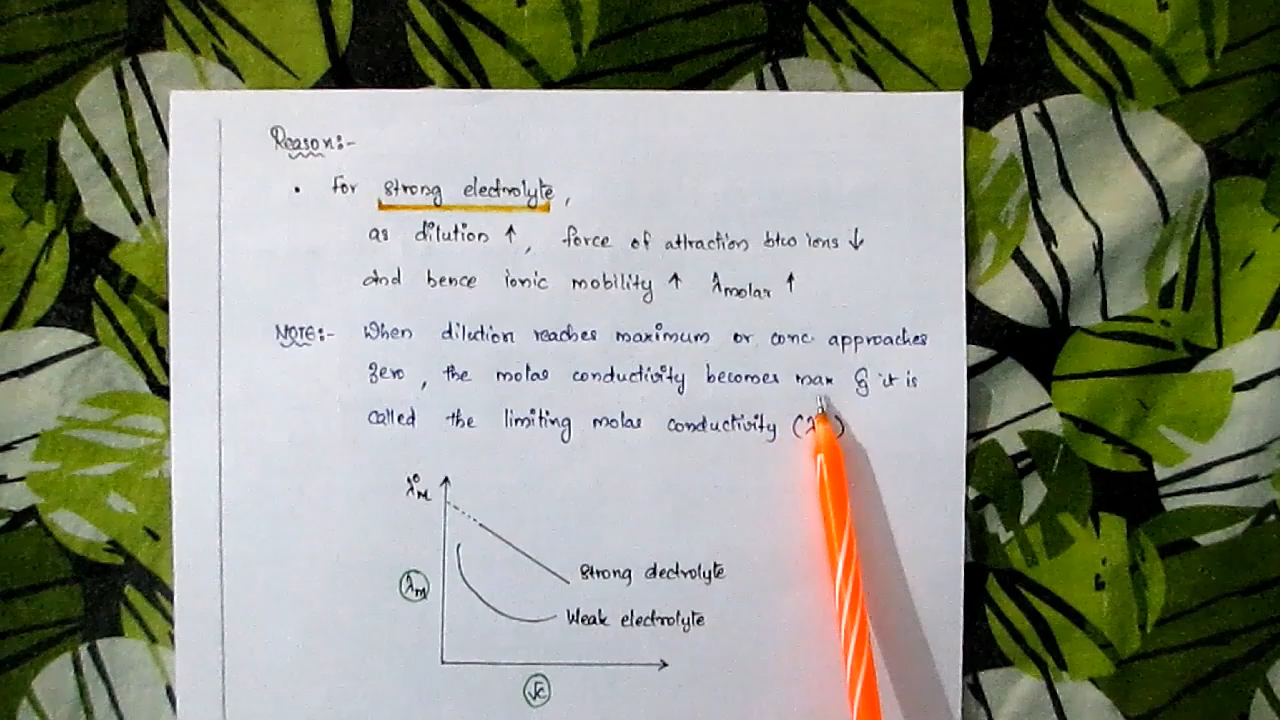 Reason:-
• For strong electrolyte,
as dilution ↑, force of attraction btw ions ↓
and hence ionic mobility ↑ λmolar ↑
NOTE:- When dilution reaches maximum or conc. approaches
zero, the molar conductivity becomes max & it is
called the limiting molar conductivity (λ )
λ°M
Strong electrolyte
λM
Weak electrolyte
√c